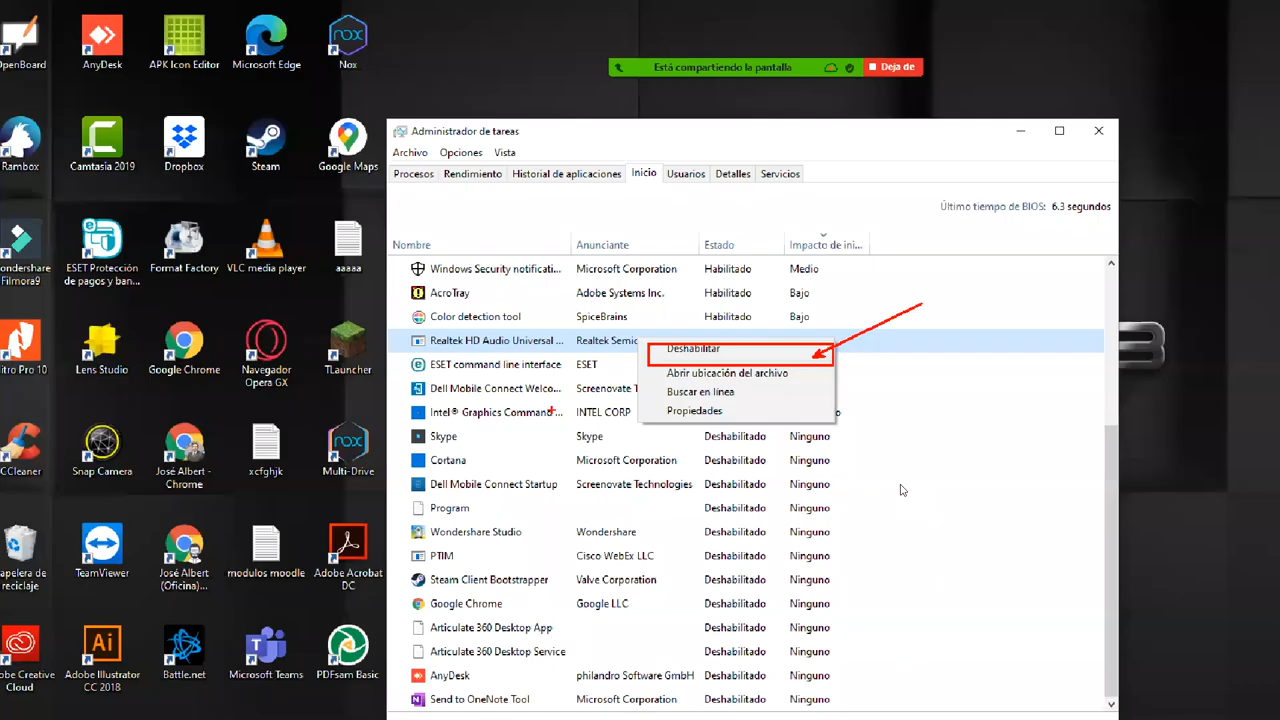 OpenBoard
AnyDesk
APK Icon Editor
Microsoft Edge
nox
Nox
Está compartiendo la pantalla
Deja de
Rambox
Camtasia 2019
Dropbox
Steam
Google Maps
ondershare
Filmora9
ESET Protección
de pagos y ban...
Format Factory
VLC media player
aaaaa
Nitro Pro 10
Lens Studio
Google Chrome
Navegador
Opera GX
TLauncher
CCleaner
Snap Camera
José Albert -
Chrome
xcfghjk
nox
Multi-Drive
apelera de
reciclaje
TeamViewer
José Albert
(Oficina)...
modulos moodle
Adobe Acrobat
DC
obe Creative
Cloud
Ai
Adobe Illustrator
CC 2018
Battle.net
Microsoft Teams
PDFsam Basic
Administrador de tareas
Archivo Opciones Vista
Procesos Rendimiento Historial de aplicaciones Inicio Usuarios Detalles Servicios
Último tiempo de BIOS: 6.3 segundos
Nombre Anunciante Estado Impacto de ini...
Windows Security notificati... Microsoft Corporation Habilitado Medio
AcroTray Adobe Systems Inc. Habilitado Bajo
Color detection tool SpiceBrains Habilitado Bajo
Realtek HD Audio Universal ... Realtek Semic
ESET command line interface ESET
Dell Mobile Connect Welco... Screenovate T
Intel® Graphics Command... INTEL CORP o
Deshabilitar
Abrir ubicación del archivo
Buscar en línea
Propiedades
Skype Skype Deshabilitado Ninguno
Cortana Microsoft Corporation Deshabilitado Ninguno
Dell Mobile Connect Startup Screenovate Technologies Deshabilitado Ninguno
Program Deshabilitado Ninguno
Wondershare Studio Wondershare Deshabilitado Ninguno
PTIM Cisco WebEx LLC Deshabilitado Ninguno
Steam Client Bootstrapper Valve Corporation Deshabilitado Ninguno
Google Chrome Google LLC Deshabilitado Ninguno
Articulate 360 Desktop App Deshabilitado Ninguno
Articulate 360 Desktop Service Deshabilitado Ninguno
AnyDesk philandro Software GmbH Deshabilitado Ninguno
Send to OneNote Tool Microsoft Corporation Deshabilitado Ninguno